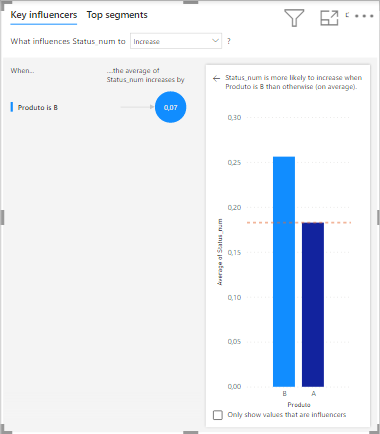 Key influencers Top segments
What influences Status_num to Increase ?
When...
...the average of
Status_num increases by
Produto is B
0,07
Status_num is more likely to increase when
Produto is B than otherwise (on average).
0,30
0,25
0,20
0,15
0,10
0,05
0,00
Average of Status_num
B A
Produto
Only show values that are influencers